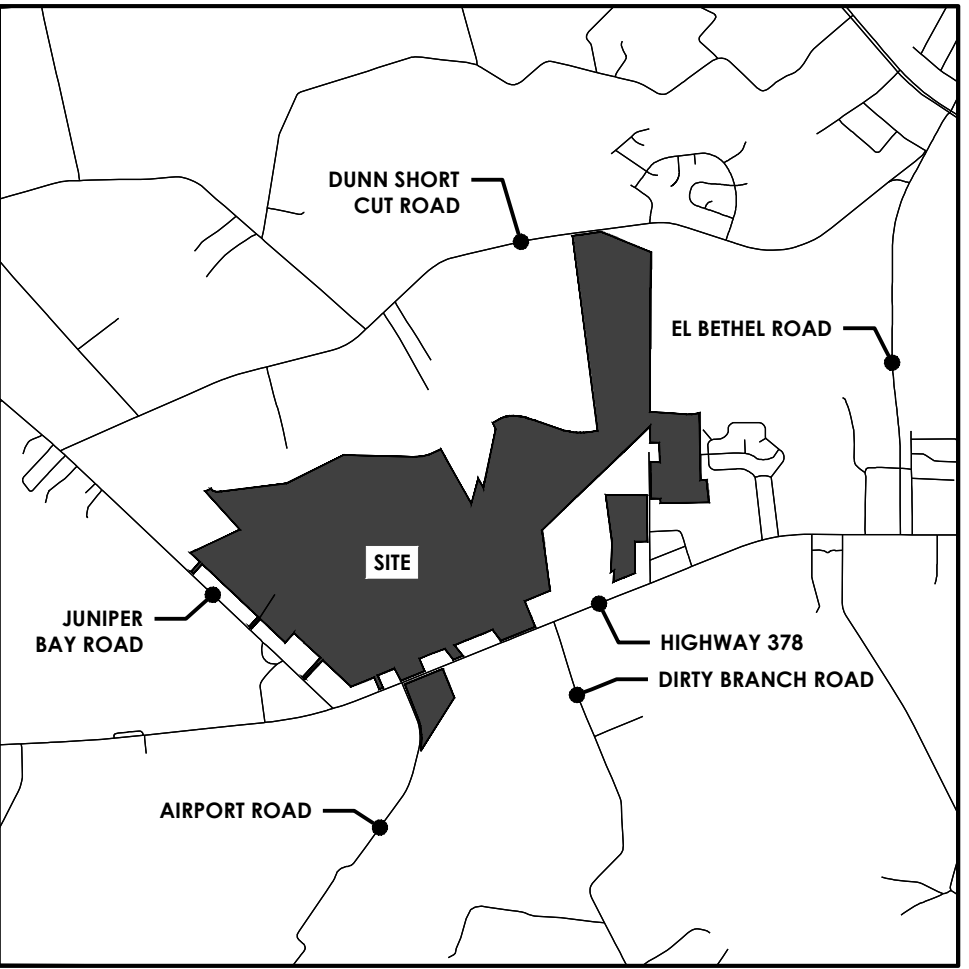 DUNN SHORT
CUT ROAD
EL BETHEL ROAD
SITE
JUNIPER
BAY ROAD
HIGHWAY 378
DIRTY BRANCH ROAD
AIRPORT ROAD